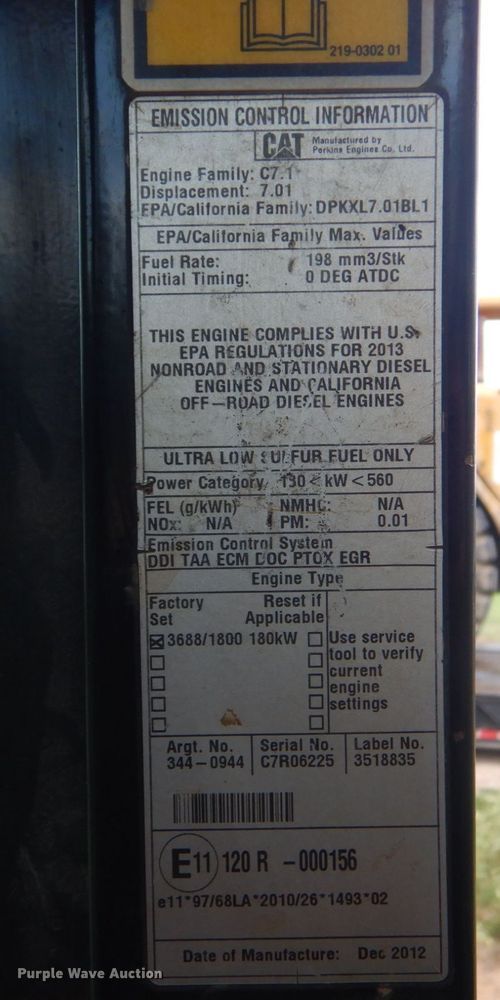 219-0302 01
EMISSION CONTROL INFORMATION
CAT Manufactured by
Perkins Engines Co. Ltd.
Engine Family: C7.1
Displacement: 7.01
EPA/California Family: DPKXL7.01BL1
EPA/California Family Max. Values
Fuel Rate: 198 mm3/Stk
Initial Timing: 0 DEG ATDC
THIS ENGINE COMPLIES WITH U.S.
EPA REGULATIONS FOR 2013
NONROAD AND STATIONARY DIESEL
ENGINES AND CALIFORNIA
OFF-ROAD DIESEL ENGINES
ULTRA LOW SULFUR FUEL ONLY
Power Category 130 < kW < 560
FEL (g/kWh) NMHC: N/A
NOx: N/A PM: 0.01
Emission Control System
DDI TAA ECM DOC PTOX EGR
Engine Type
Factory Set
Reset if Applicable
3688/1800 180kW
Use service
tool to verify
current
engine
settings
Argt. No. Serial No. Label No.
344-0944 C7R06225 3518835
E11 120 R -000156
e11*97/68LA*2010/26*1493*02
Date of Manufacture: Dec 2012
Purple Wave Auction